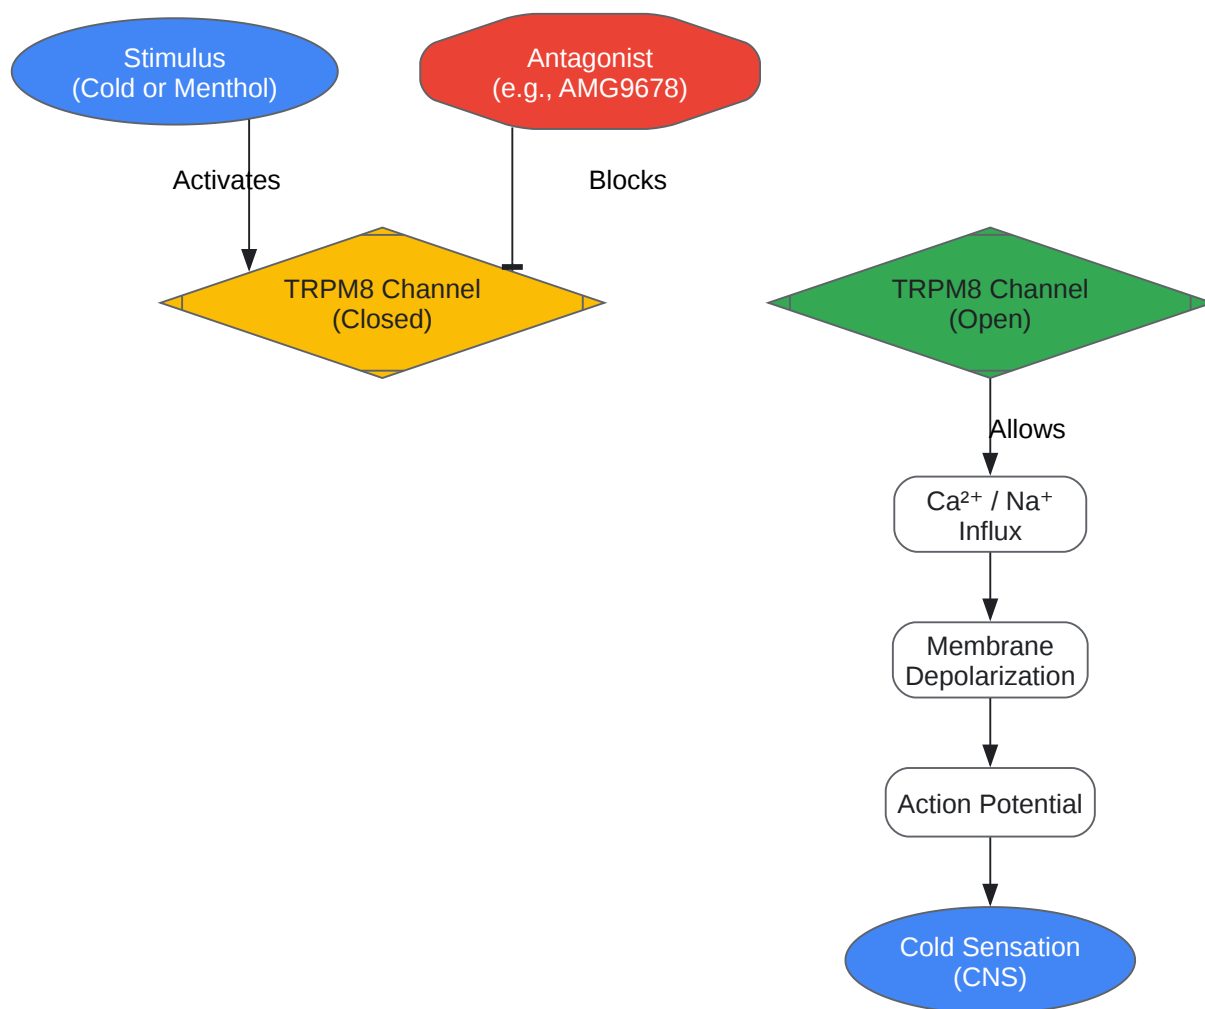 Stimulus
(Cold or Menthol)
Antagonist
(e.g., AMG9678)
Activates
Blocks
TRPM8 Channel
(Closed)
TRPM8 Channel
(Open)
Allows
Ca²⁺ / Na⁺
Influx
Membrane
Depolarization
Action Potential
Cold Sensation
(CNS)